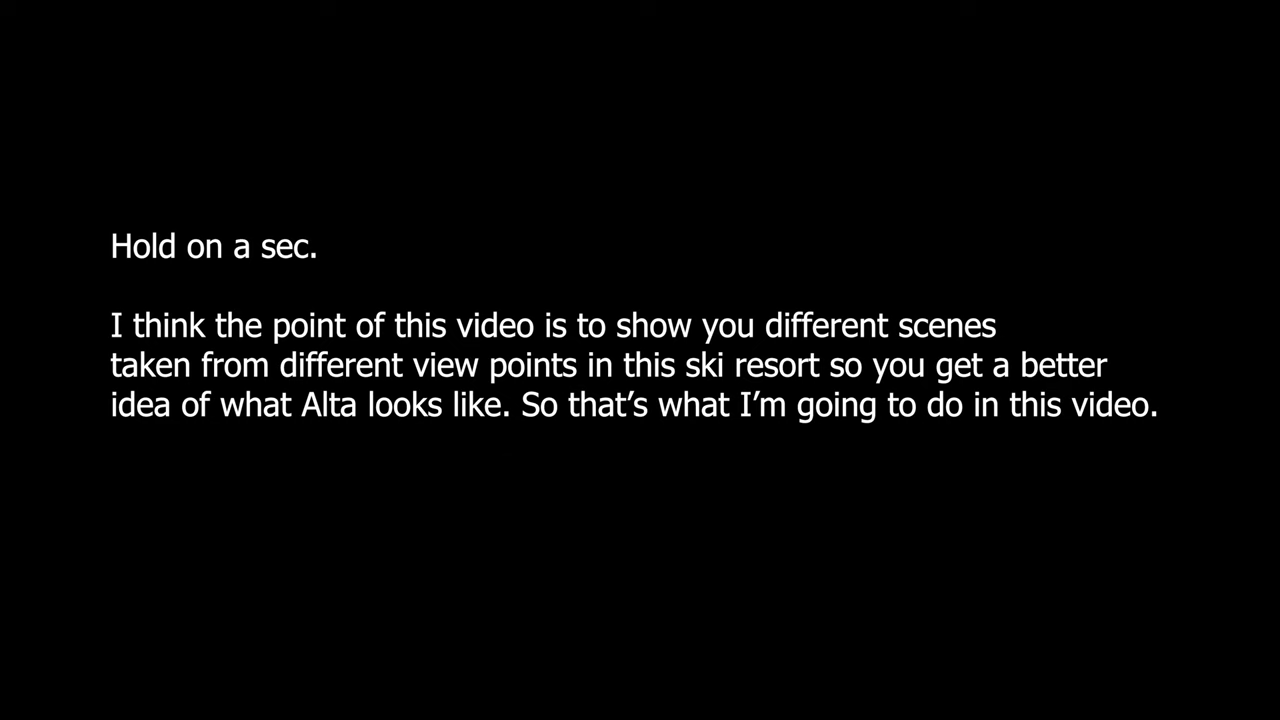 Hold on a sec.
I think the point of this video is to show you different scenes
taken from different view points in this ski resort so you get a better
idea of what Alta looks like. So that’s what I’m going to do in this video.